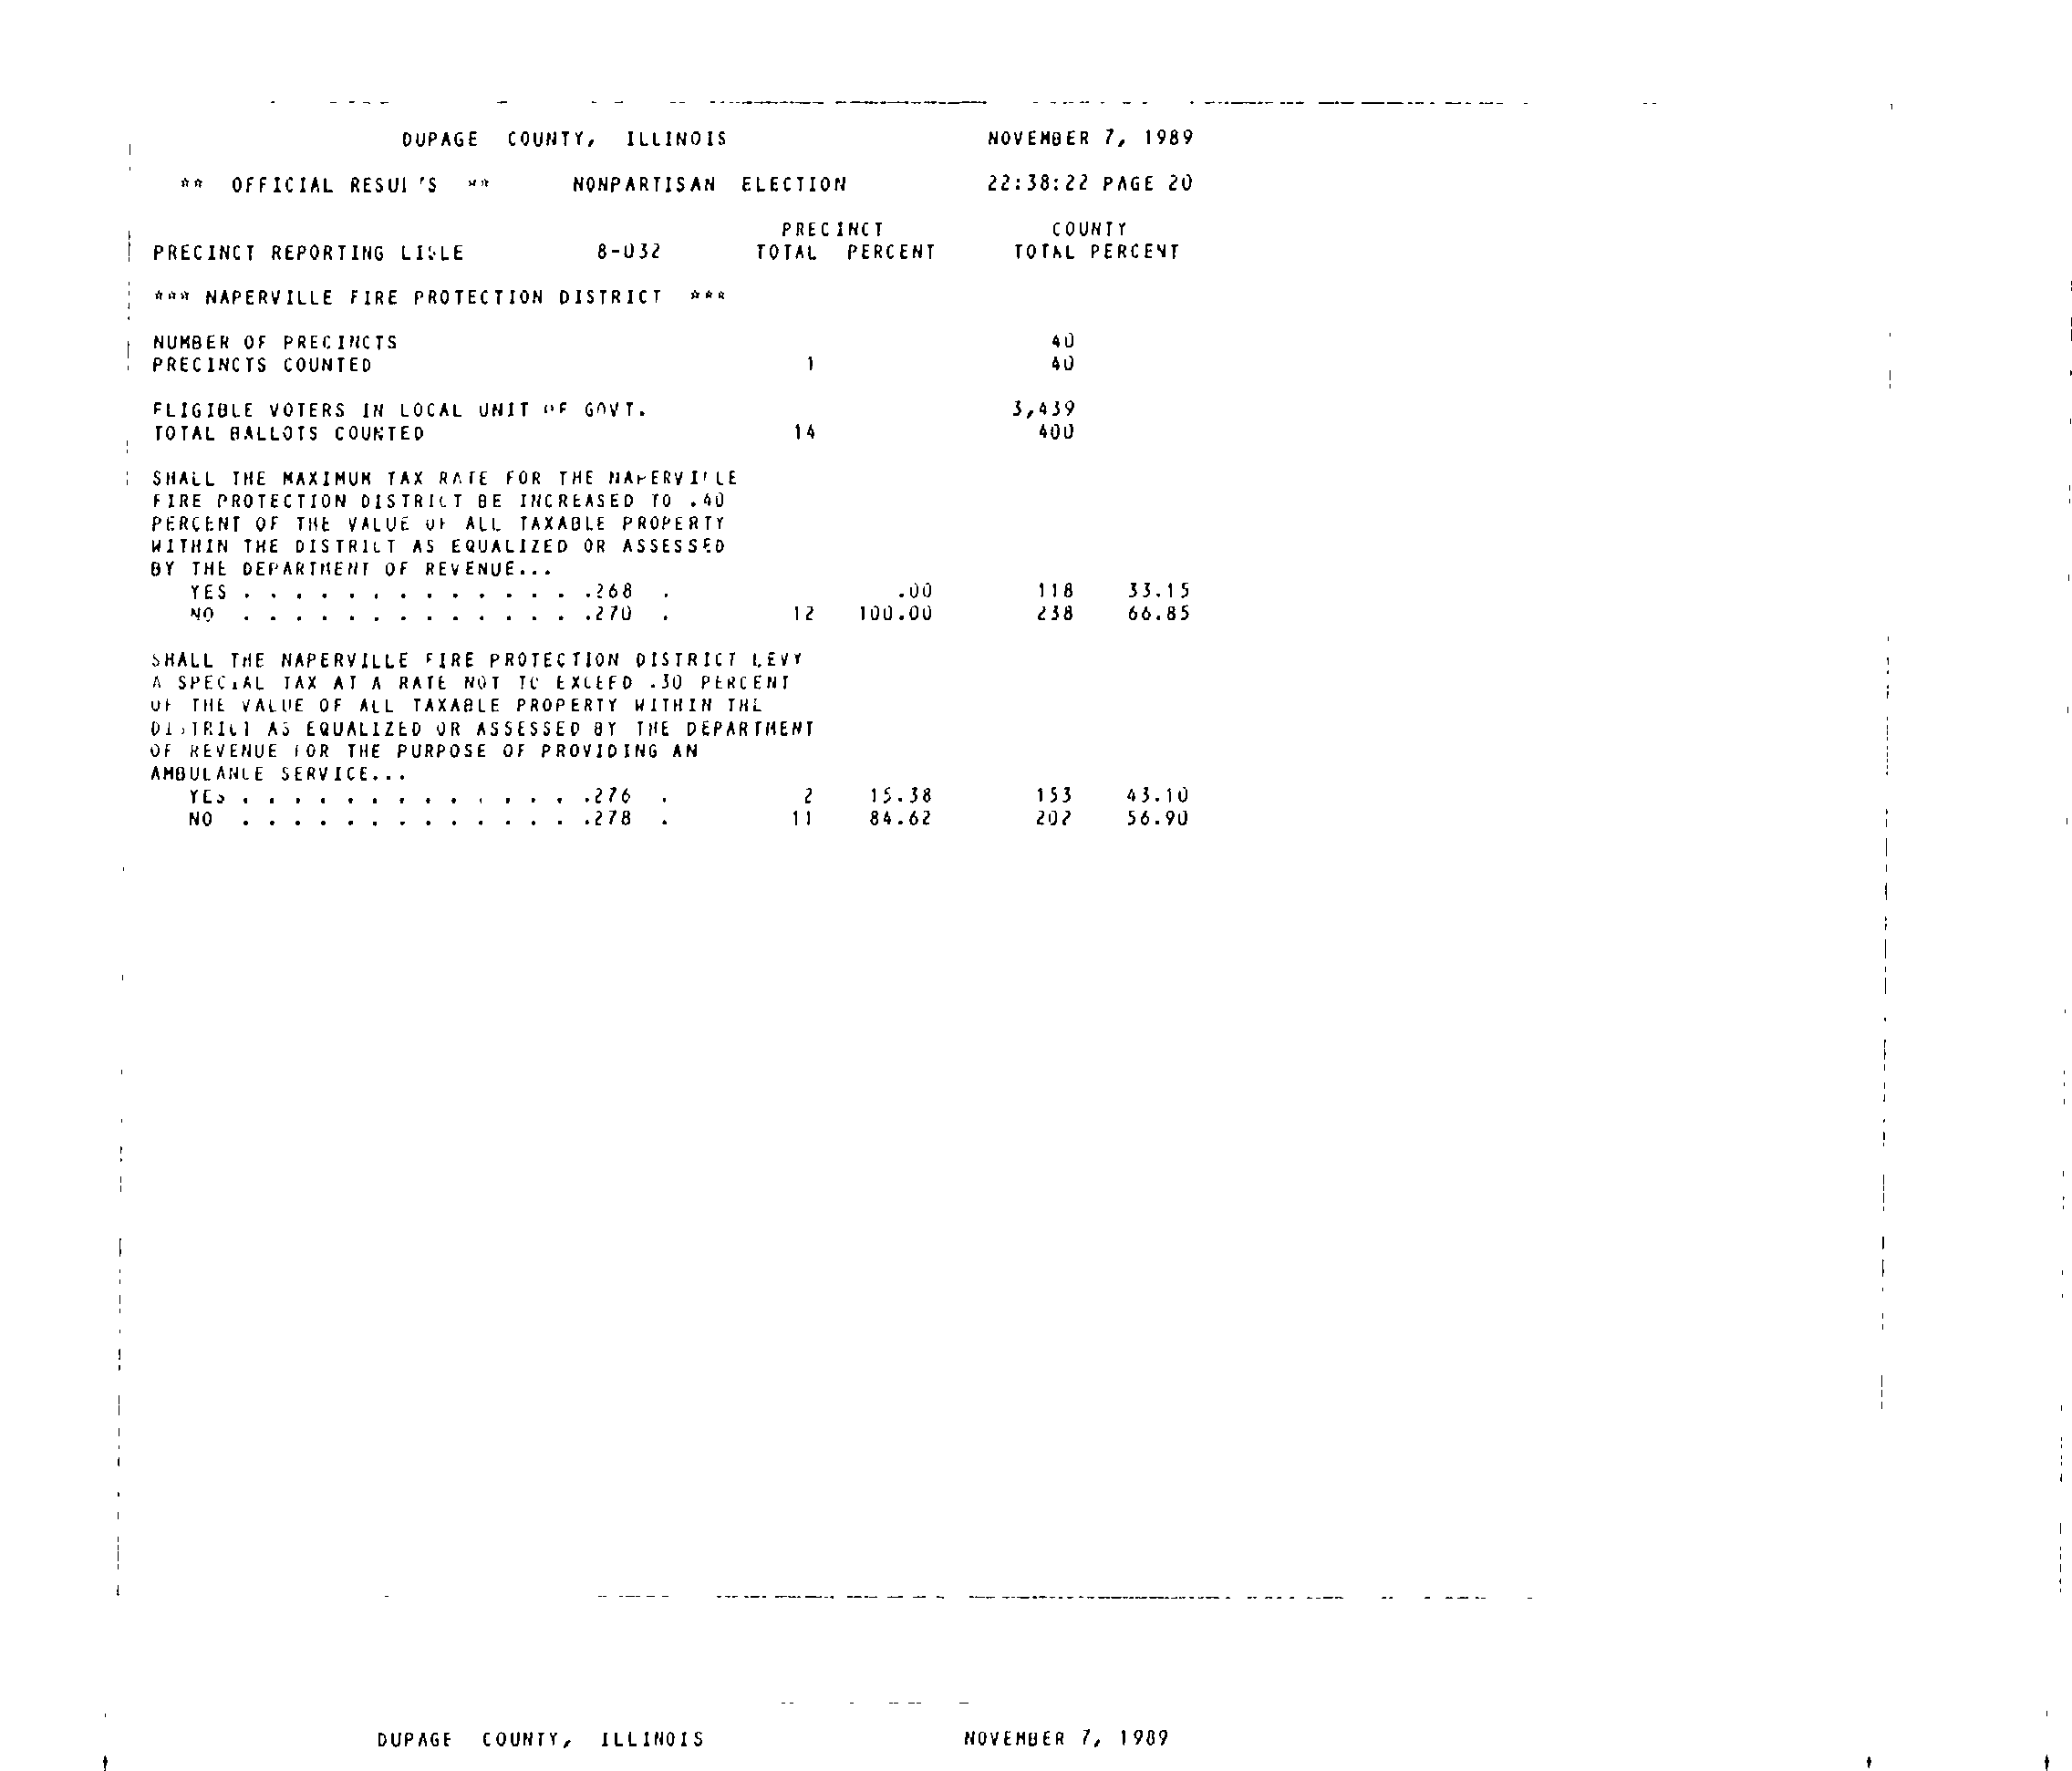 DUPAGE COUNTY, ILLINOIS NOVEMBER 7, 1989
** OFFICIAL RESULTS ** NONPARTISAN ELECTION 22:38:22 PAGE 20
PRECINCT COUNTY
PRECINCT REPORTING LISLE 8-032 TOTAL PERCENT TOTAL PERCENT
*** NAPERVILLE FIRE PROTECTION DISTRICT ***
NUMBER OF PRECINCTS 40
PRECINCTS COUNTED 1 40
ELIGIBLE VOTERS IN LOCAL UNIT OF GOVT. 3,439
TOTAL BALLOTS COUNTED 14 400
SHALL THE MAXIMUM TAX RATE FOR THE NAPERVILLE
FIRE PROTECTION DISTRICT BE INCREASED TO .40
PERCENT OF THE VALUE OF ALL TAXABLE PROPERTY
WITHIN THE DISTRICT AS EQUALIZED OR ASSESSED
BY THE DEPARTMENT OF REVENUE...
YES . . . . . . . . . . . . . .268 . .00 118 33.15
NO . . . . . . . . . . . . . .270 . 12 100.00 238 66.85
SHALL THE NAPERVILLE FIRE PROTECTION DISTRICT LEVY
A SPECIAL TAX AT A RATE NOT TO EXCEED .30 PERCENT
OF THE VALUE OF ALL TAXABLE PROPERTY WITHIN THE
DISTRICT AS EQUALIZED OR ASSESSED BY THE DEPARTMENT
OF REVENUE FOR THE PURPOSE OF PROVIDING AN
AMBULANCE SERVICE...
YES . . . . . . . . . . . . . .276 . 2 15.38 153 43.10
NO . . . . . . . . . . . . . .278 . 11 84.62 202 56.90
DUPAGE COUNTY, ILLINOIS NOVEMBER 7, 1989